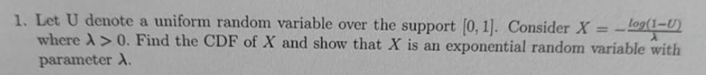 1. Let U denote a uniform random variable over the support [0, 1]. Consider X = -\frac{log(1-U)}{λ}
where λ > 0. Find the CDF of X and show that X is an exponential random variable with
parameter λ.